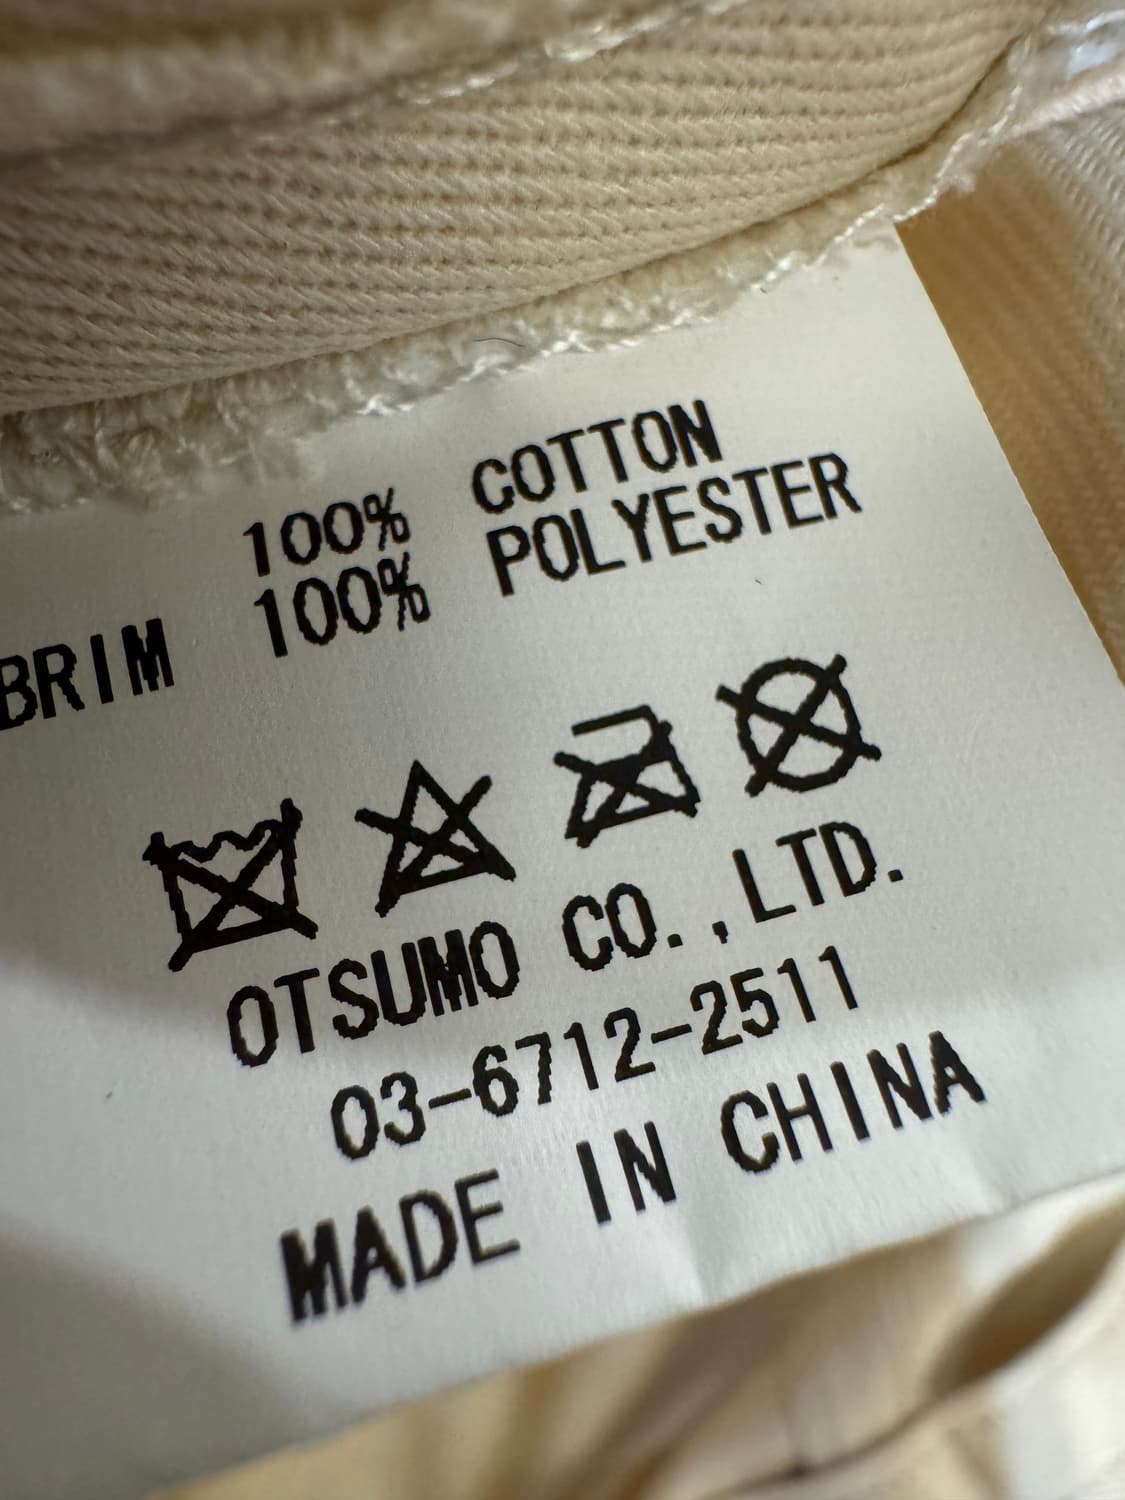 100% COTTON
BRIM 100% POLYESTER
OTSUMO CO.,LTD.
03-6712-2511
MADE IN CHINA